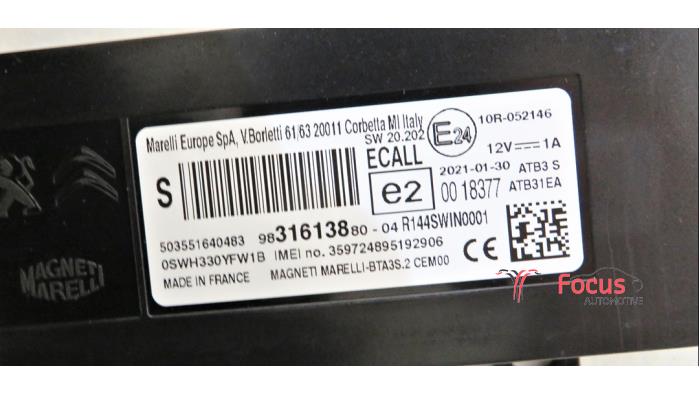 Marelli Europe SpA, V.Borletti 61/63 20011 Corbetta MI Italy
SW 20.202
E24
10R-052146
12V⎓1A
S
ECALL
e2
2021-01-30 ATB3 S
00 18377 ATB31EA
503551640483 9831613880-04 R144SWIN0001
0SWH330YFW1B IMEI no. 359724895192906
CE
MADE IN FRANCE MAGNETI MARELLI-BTA3S.2 CEM00
MAGNETI
MARELLI
Focus
AUTOMOTIVE